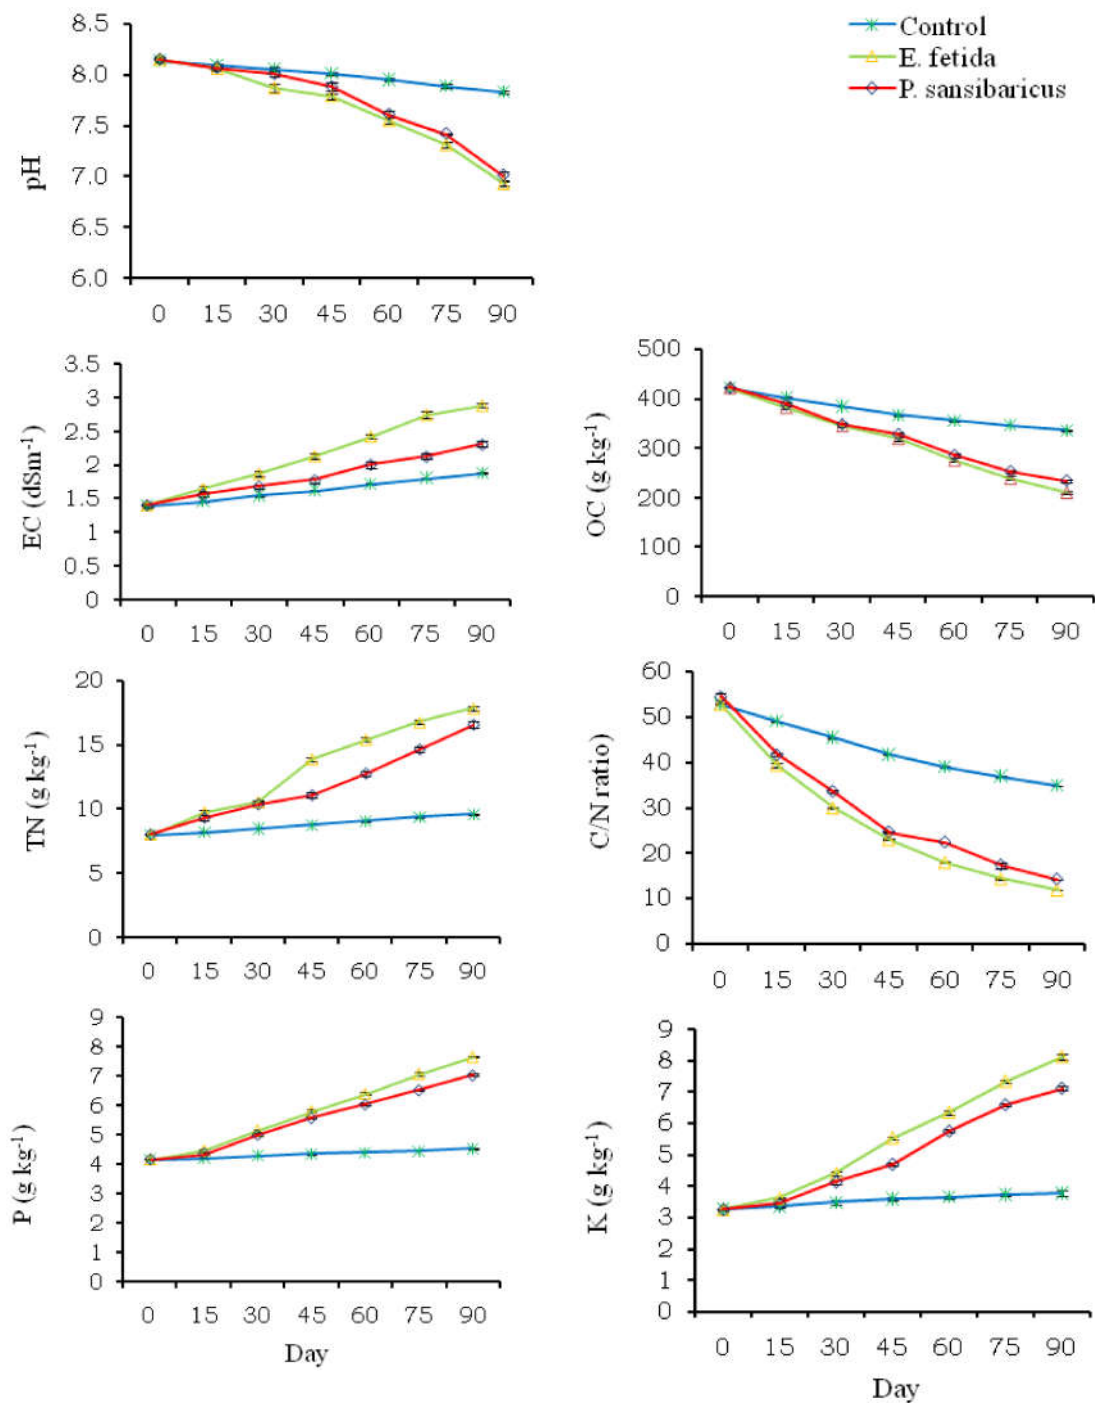 Control
E. fetida
P. sansibaricus
pH
8.5
8.0
7.5
7.0
6.5
6.0
0 15 30 45 60 75 90
EC (dSm-1)
3.5
3
2.5
2
1.5
1
0.5
0
0 15 30 45 60 75 90
OC (g kg-1)
500
400
300
200
100
0
0 15 30 45 60 75 90
TN (g kg-1)
20
15
10
5
0
0 15 30 45 60 75 90
C/N ratio)
60
50
40
30
20
10
0
0 15 30 45 60 75 90
P (g kg-1)
9
8
7
6
5
4
3
2
1
0
0 15 30 45 60 75 90
Day
K (g kg-1)
9
8
7
6
5
4
3
2
1
0
0 15 30 45 60 75 90
Day